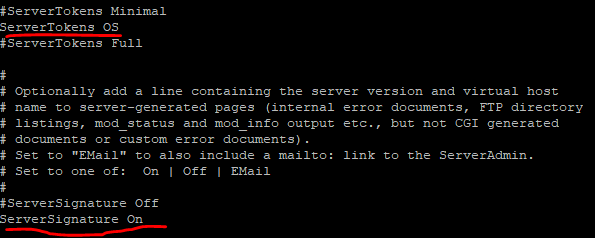 #ServerTokens Minimal
ServerTokens OS
#ServerTokens Full
#
# Optionally add a line containing the server version and virtual host
# name to server-generated pages (internal error documents, FTP directory
# listings, mod_status and mod_info output etc., but not CGI generated
# documents or custom error documents).
# Set to "EMail" to also include a mailto: link to the ServerAdmin.
# Set to one of:  On | Off | EMail
#
#ServerSignature Off
ServerSignature On